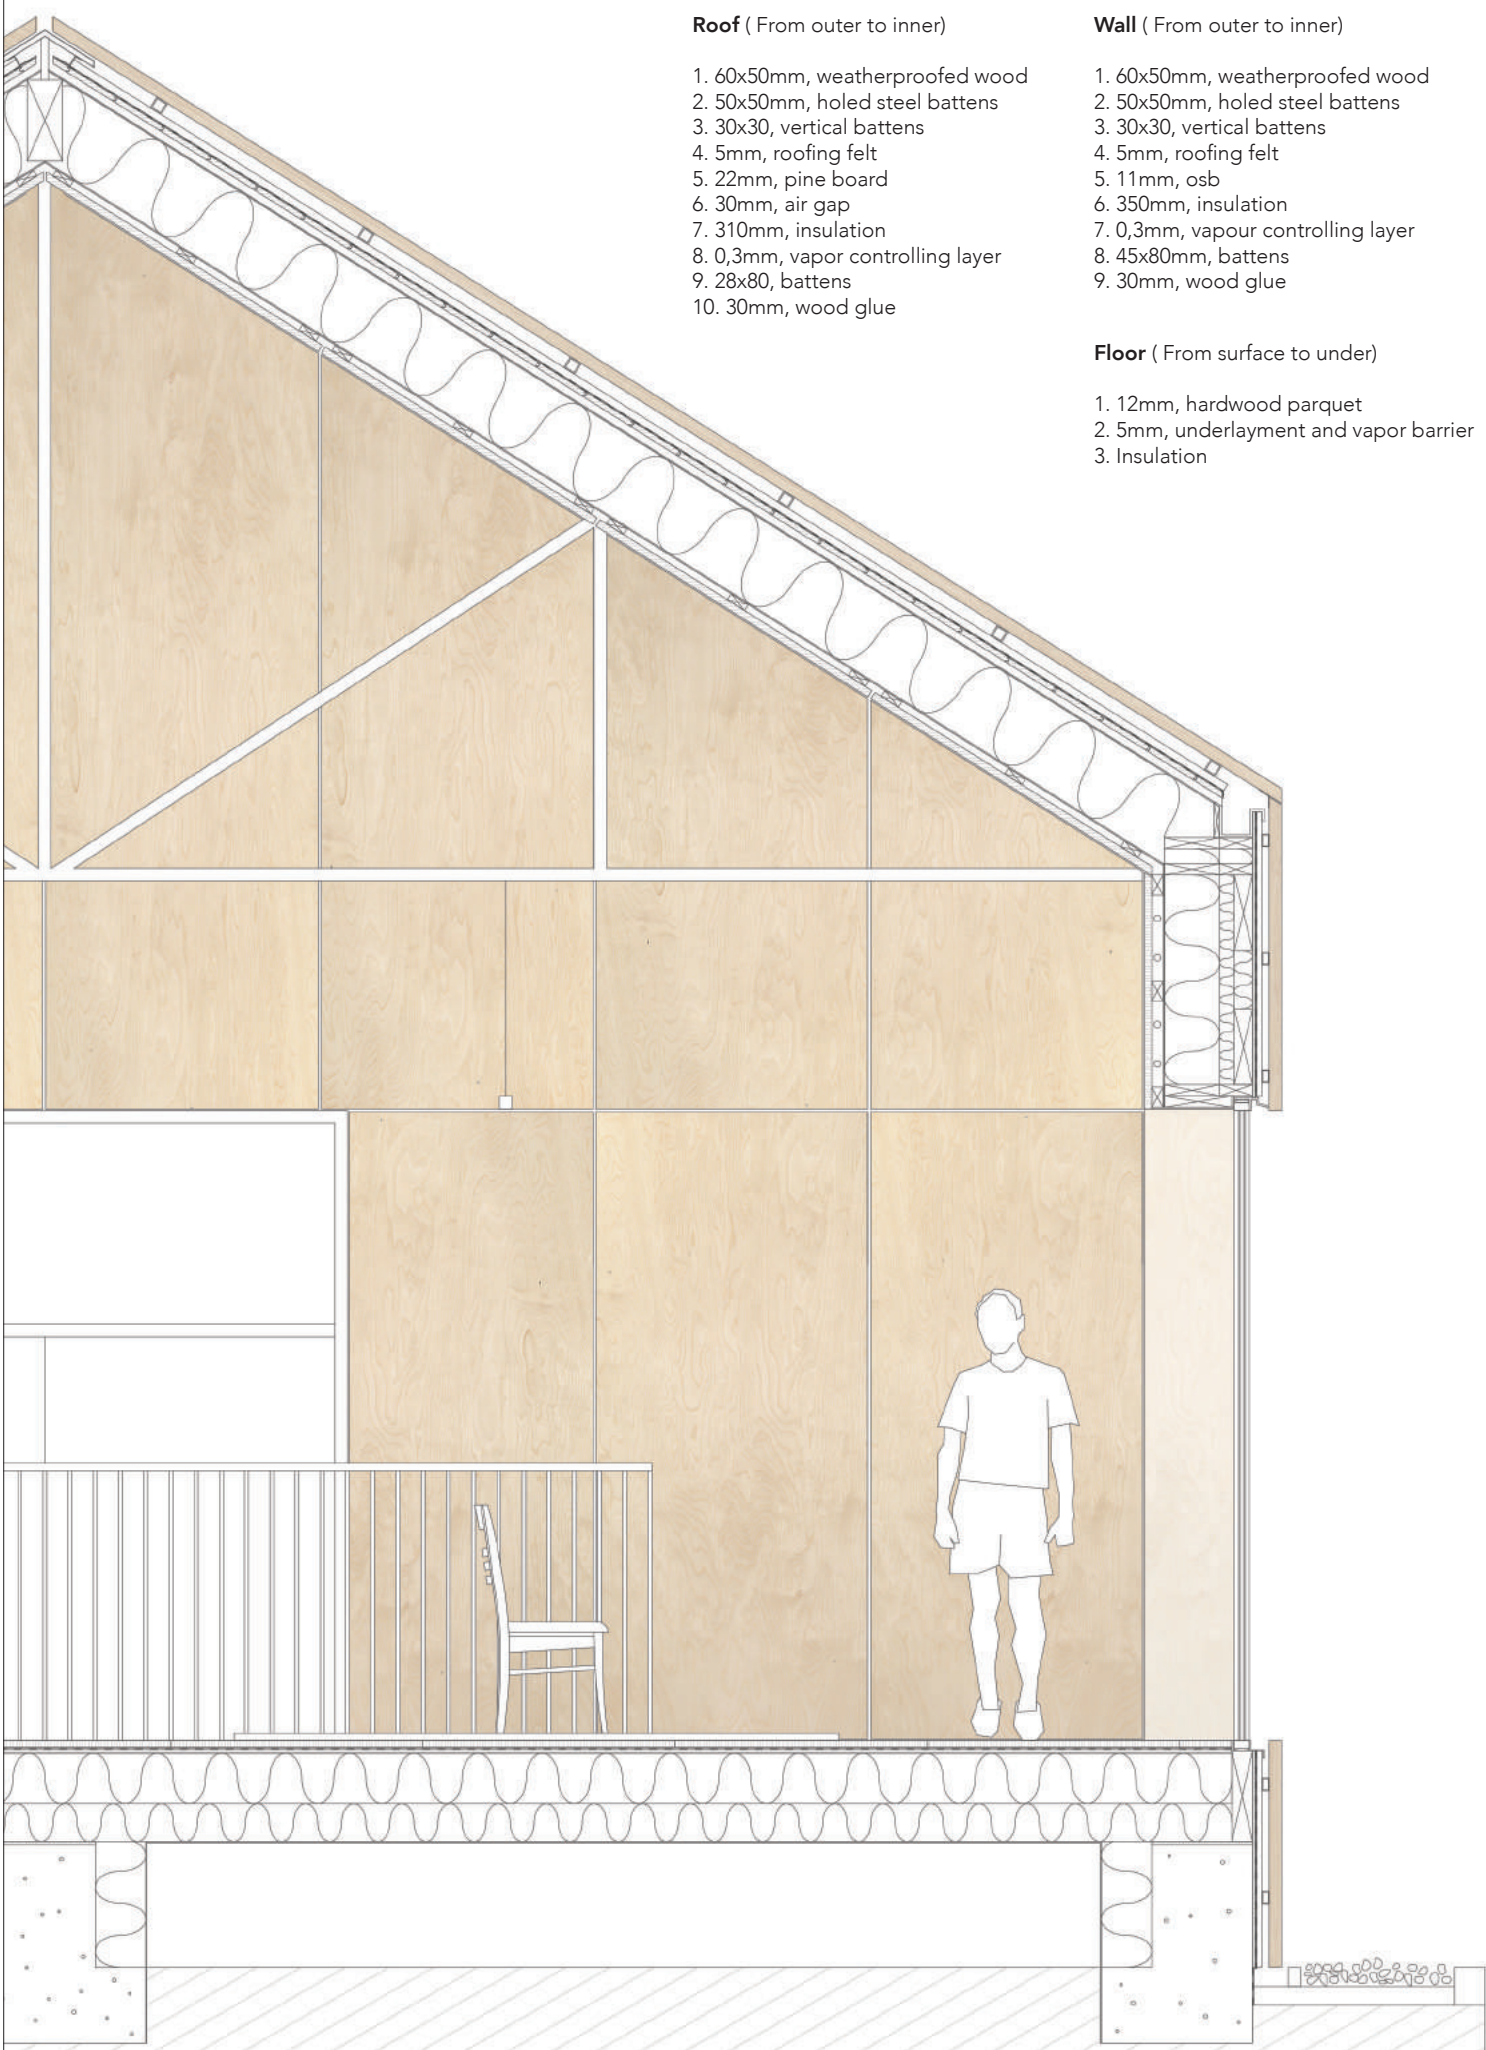 Roof ( From outer to inner)
1. 60x50mm, weatherproofed wood
2. 50x50mm, holed steel battens
3. 30x30, vertical battens
4. 5mm, roofing felt
5. 22mm, pine board
6. 30mm, air gap
7. 310mm, insulation
8. 0,3mm, vapor controlling layer
9. 28x80, battens
10. 30mm, wood glue
Wall ( From outer to inner)
1. 60x50mm, weatherproofed wood
2. 50x50mm, holed steel battens
3. 30x30, vertical battens
4. 5mm, roofing felt
5. 11mm, osb
6. 350mm, insulation
7. 0,3mm, vapour controlling layer
8. 45x80mm, battens
9. 30mm, wood glue
Floor ( From surface to under)
1. 12mm, hardwood parquet
2. 5mm, underlayment and vapor barrier
3. Insulation